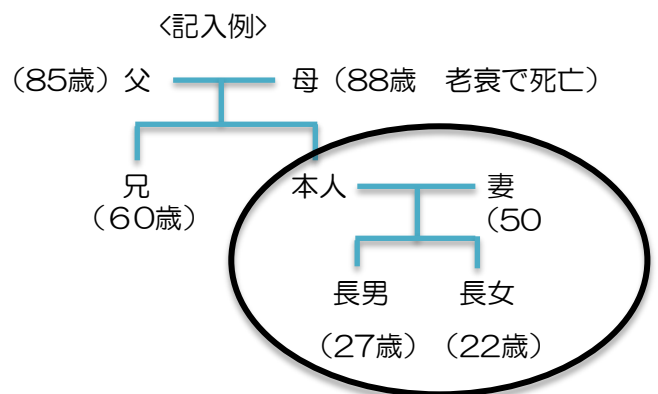 <記入例>
（85歳）父 母（88歳　老衰で死亡）
兄 本人 妻
（60歳） （50
長男 長女
（27歳） （22歳）